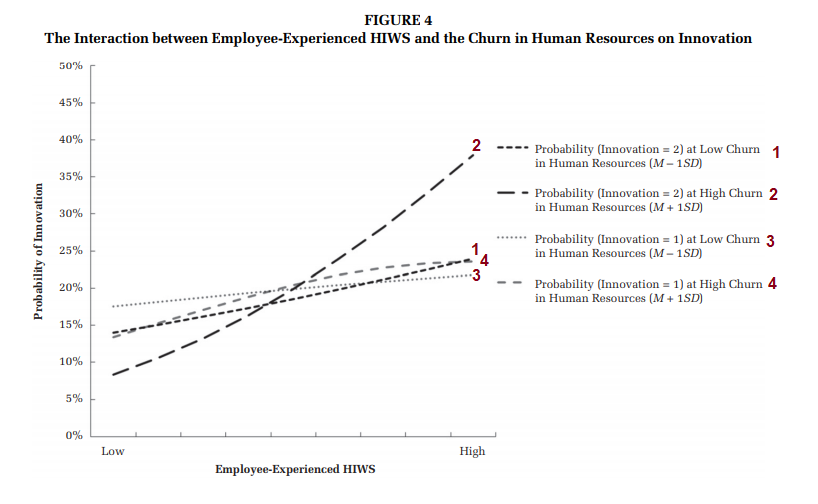 FIGURE 4
The Interaction between Employee-Experienced HIWS and the Churn in Human Resources on Innovation
50%
45%
40%
35%
30%
25%
20%
15%
10%
5%
0%
Probability of Innovation
Low
High
Employee-Experienced HIWS
2
1
4
3
Probability (Innovation = 2) at Low Churn 1
in Human Resources (M – 1SD)
Probability (Innovation = 2) at High Churn 2
in Human Resources (M + 1SD)
Probability (Innovation = 1) at Low Churn 3
in Human Resources (M – 1SD)
Probability (Innovation = 1) at High Churn 4
in Human Resources (M + 1SD)